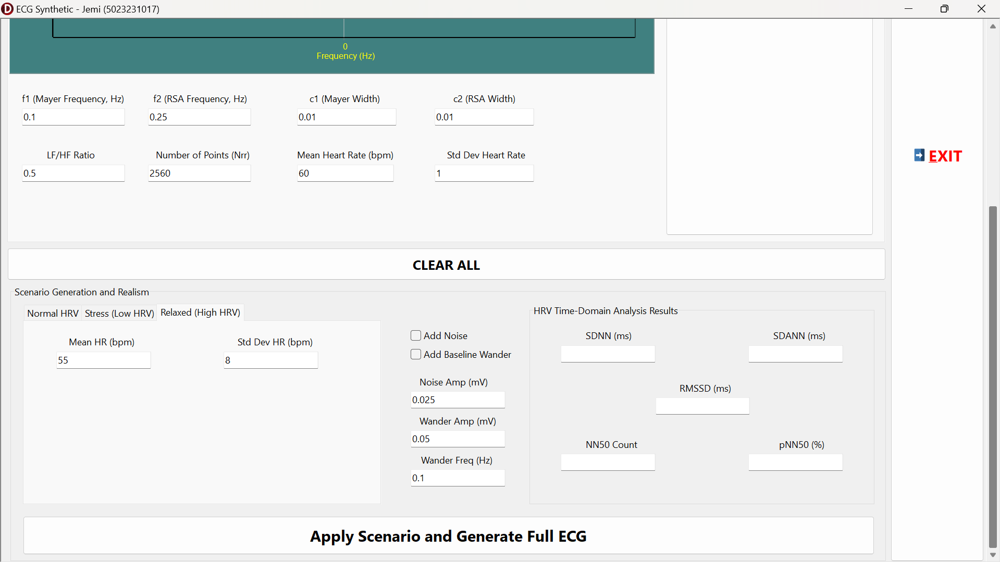 ECG Synthetic - Jemi (5023231017)
0
Frequency (Hz)
f1 (Mayer Frequency, Hz)
f2 (RSA Frequency, Hz)
c1 (Mayer Width)
c2 (RSA Width)
0.1
0.25
0.01
0.01
LF/HF Ratio
Number of Points (Nrr)
Mean Heart Rate (bpm)
Std Dev Heart Rate
0.5
2560
60
1
EXIT
CLEAR ALL
Scenario Generation and Realism
Normal HRV
Stress (Low HRV)
Relaxed (High HRV)
Mean HR (bpm)
Std Dev HR (bpm)
55
8
Add Noise
Add Baseline Wander
Noise Amp (mV)
0.025
Wander Amp (mV)
0.05
Wander Freq (Hz)
0.1
HRV Time-Domain Analysis Results
SDNN (ms)
SDANN (ms)
RMSSD (ms)
NN50 Count
pNN50 (%)
Apply Scenario and Generate Full ECG